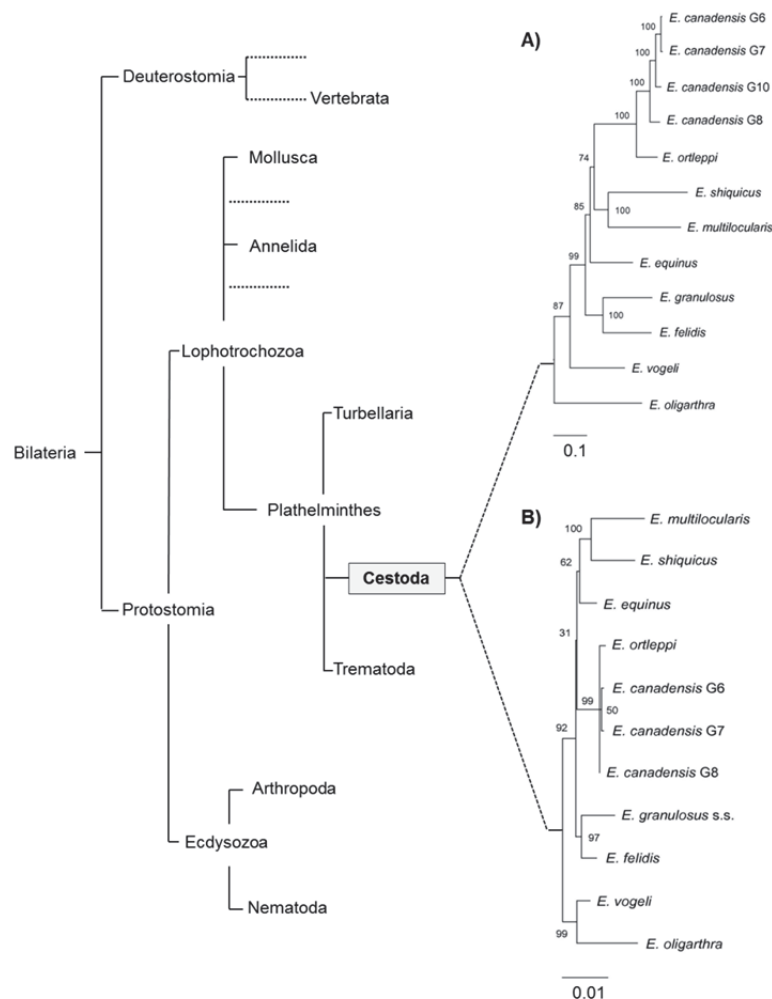 Deuterostomia
Vertebrata
Mollusca
Annelida
Lophotrochozoa
Turbellaria
Bilateria
Plathelminthes
Cestoda
Protostomia
Trematoda
Arthropoda
Ecdysozoa
Nematoda
A)
E. canadensis G6
100
E. canadensis G7
100
E. canadensis G10
100
E. canadensis G8
100
E. ortleppi
74
E. shiquicus
85
100
E. multilocularis
99
E. equinus
E. granulosus
87
100
E. felidis
E. vogeli
E. oligarthra
0.1
B)
E. multilocularis
100
62
E. shiquicus
E. equinus
31
E. ortleppi
99
E. canadensis G6
50
92
E. canadensis G7
E. canadensis G8
E. granulosus s.s.
97
E. felidis
E. vogeli
99
E. oligarthra
0.01